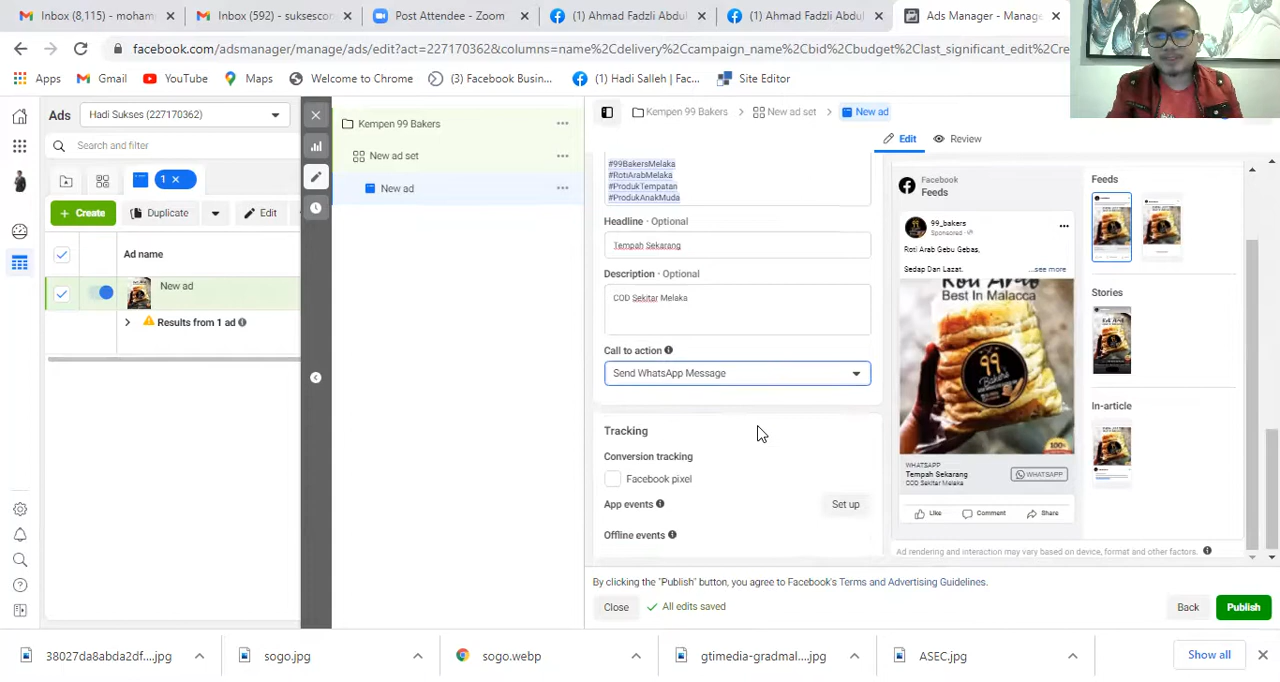 Inbox (8,115) - moham
Inbox (592) - suksescor
Post Attendee - Zoom
(1) Ahmad Fadzli Abdul
(1) Ahmad Fadzli Abdul
Ads Manager - Manage
facebook.com/adsmanager/manage/ads/edit?act=227170362&columns=name%2Cdelivery%2Ccampaign_name%2Cbid%2Cbudget%2Clast_significant_edit%2Cre
Apps
Gmail
YouTube
Maps
Welcome to Chrome
(3) Facebook Busin...
(1) Hadi Salleh | Fac...
Site Editor
Ads
Hadi Sukses (227170362)
Search and filter
1
Create
Duplicate
Edit
Ad name
New ad
Results from 1 ad
Kempen 99 Bakers
New ad set
New ad
Kempen 99 Bakers
New ad set
New ad
Edit
Review
#99BakersMelaka
#RotiArabMelaka
#ProdukTempatan
#ProdukAnakMuda
Headline · Optional
Tempah Sekarang
Description · Optional
COD Sekitar Melaka
Call to action
Send WhatsApp Message
Tracking
Conversion tracking
Facebook pixel
App events
Set up
Offline events
Facebook
Feeds
99_bakers
Sponsored
Roti Arab Gebu Gebas,
Sedap Dan Lazat.
...see more
Roti Arab
Best In Malacca
99
Bakers
100%
WHATSAPP
Tempah Sekarang
COD Sekitar Melaka
WHATSAPP
Like
Comment
Share
Feeds
Stories
In-article
Ad rendering and interaction may vary based on device, format and other factors.
By clicking the "Publish" button, you agree to Facebook's Terms and Advertising Guidelines.
Close
All edits saved
Back
Publish
38027da8abda2df....jpg
sogo.jpg
sogo.webp
gtimedia-gradmal....jpg
ASEC.jpg
Show all